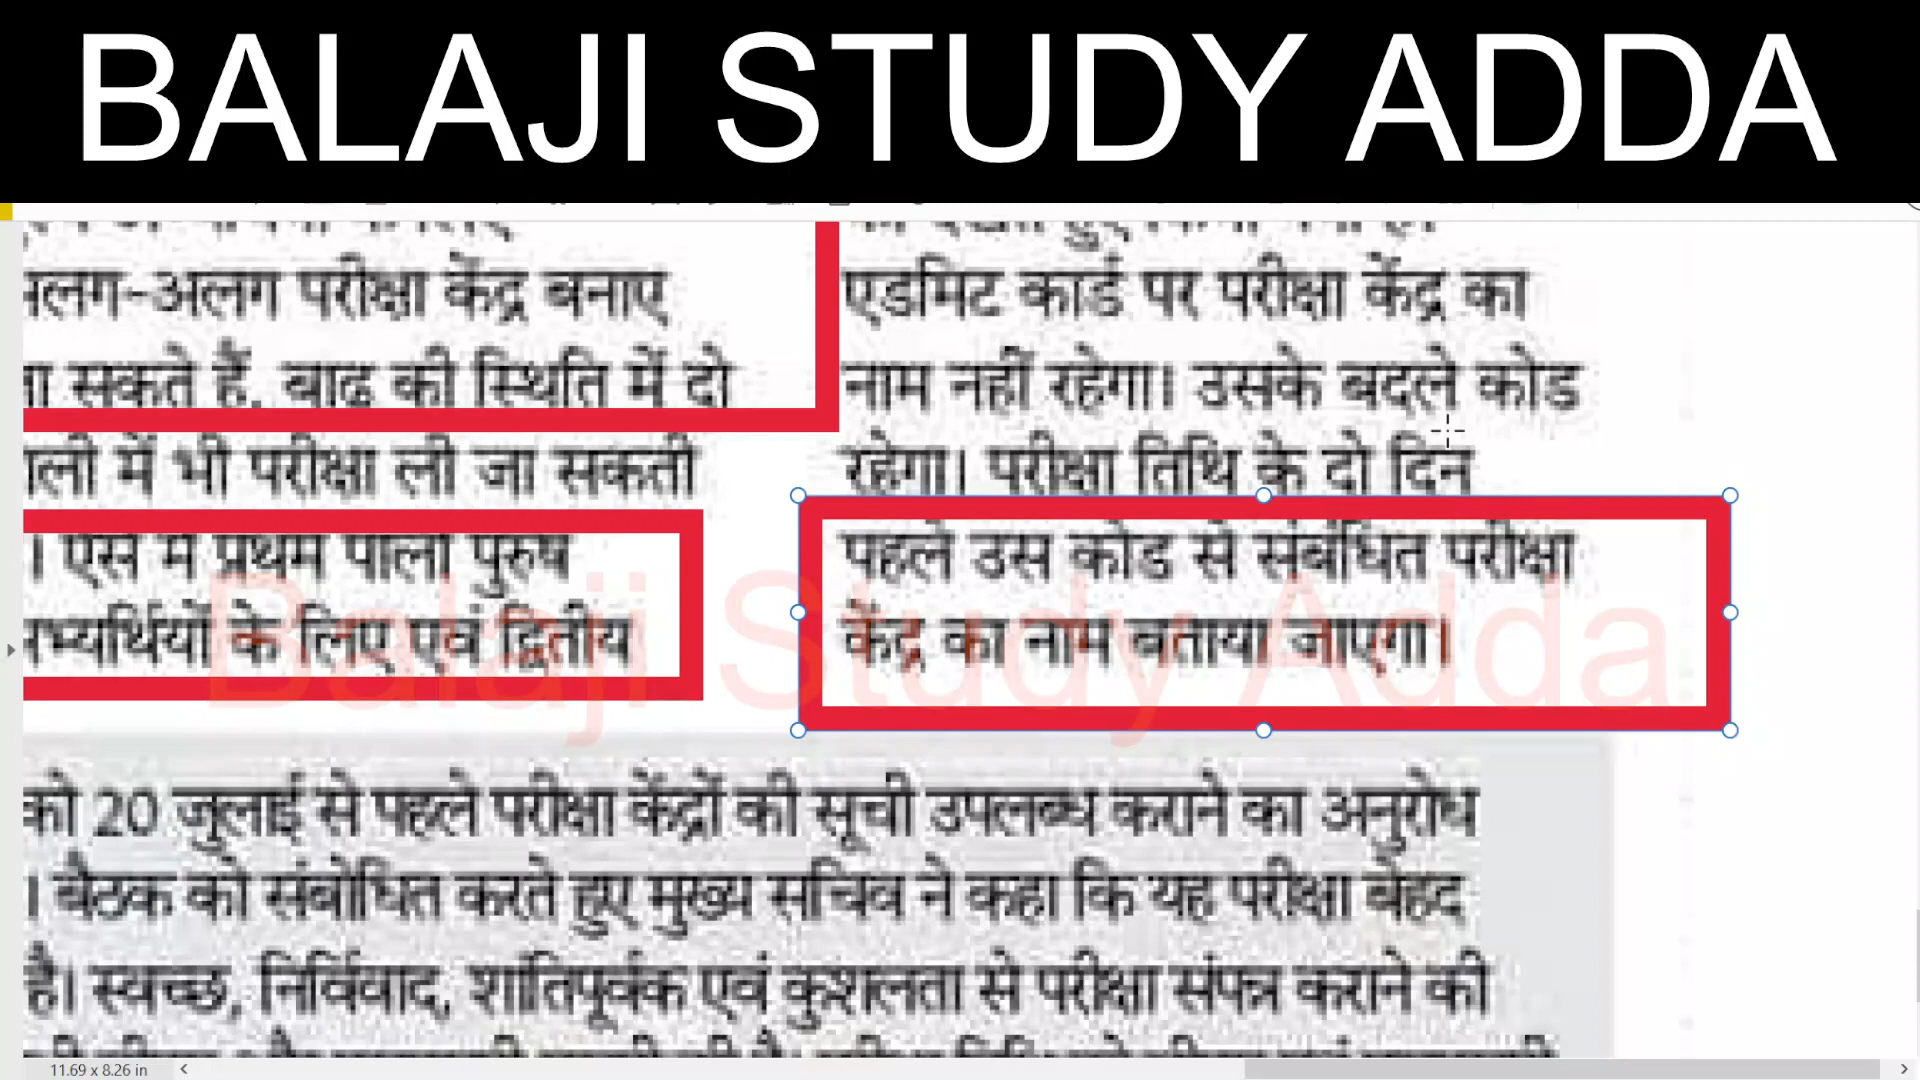 BALAJI STUDY ADDA
अलग-अलग परीक्षा केंद्र बनाए
जा सकते हैं. बाढ़ की स्थिति में दो
पाली में भी परीक्षा ली जा सकती
। ऐसे में प्रथम पाली पुरुष
अभ्यर्थियों के लिए एवं द्वितीय
एडमिट कार्ड पर परीक्षा केंद्र का
नाम नहीं रहेगा। उसके बदले कोड
रहेगा। परीक्षा तिथि के दो दिन
पहले उस कोड से संबंधित परीक्षा
केंद्र का नाम बताया जाएगा।
Balaji Study Adda
को 20 जुलाई से पहले परीक्षा केंद्रों की सूची उपलब्ध कराने का अनुरोध
। बैठक को संबोधित करते हुए मुख्य सचिव ने कहा कि यह परीक्षा बेहद
है। स्वच्छ, निर्विवाद, शांतिपूर्वक एवं कुशलता से परीक्षा संपन्न कराने की
11.69 x 8.26 in